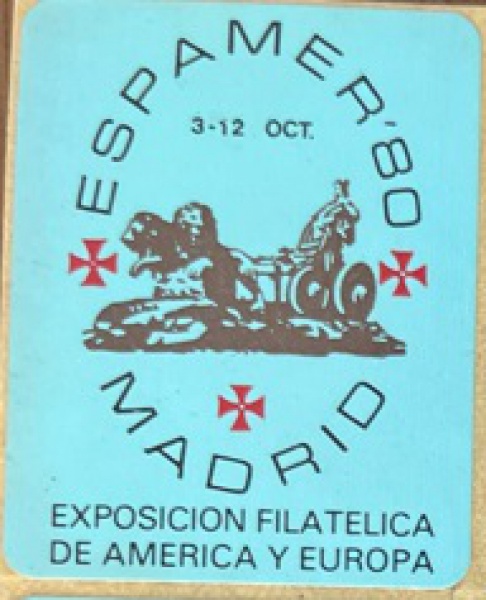 ESPAMER'80
3-12 OCT.
MADRID
EXPOSICION FILATELICA
DE AMERICA Y EUROPA